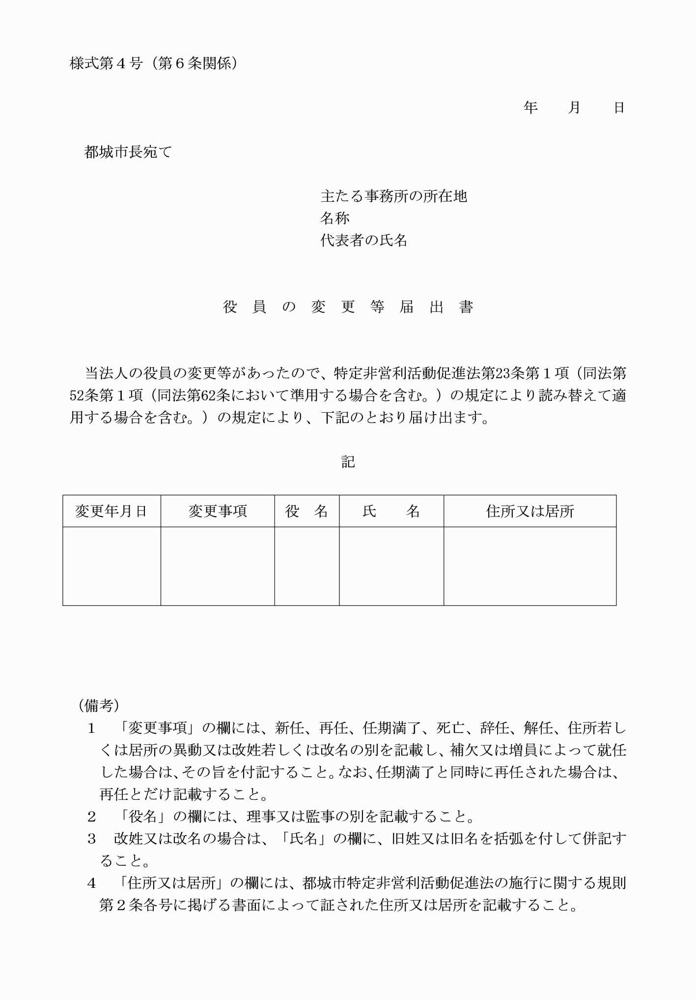 様式第４号（第６条関係）
年　　月　　日
都城市長宛て
主たる事務所の所在地
名称
代表者の氏名
役　員　の　変　更　等　届　出　書
当法人の役員の変更等があったので、特定非営利活動促進法第23条第１項（同法第
52条第１項（同法第62条において準用する場合を含む。）の規定により読み替えて適
用する場合を含む。）の規定により、下記のとおり届け出ます。
記
変更年月日　変更事項　役　名　氏　　名　住所又は居所
（備考）
１　「変更事項」の欄には、新任、再任、任期満了、死亡、辞任、解任、住所若し
くは居所の異動又は改姓若しくは改名の別を記載し、補欠又は増員によって就任
した場合は、その旨を付記すること。なお、任期満了と同時に再任された場合は、
再任とだけ記載すること。
２　「役名」の欄には、理事又は監事の別を記載すること。
３　改姓又は改名の場合は、「氏名」の欄に、旧姓又は旧名を括弧を付して併記す
ること。
４　「住所又は居所」の欄には、都城市特定非営利活動促進法の施行に関する規則
第２条各号に掲げる書面によって証された住所又は居所を記載すること。